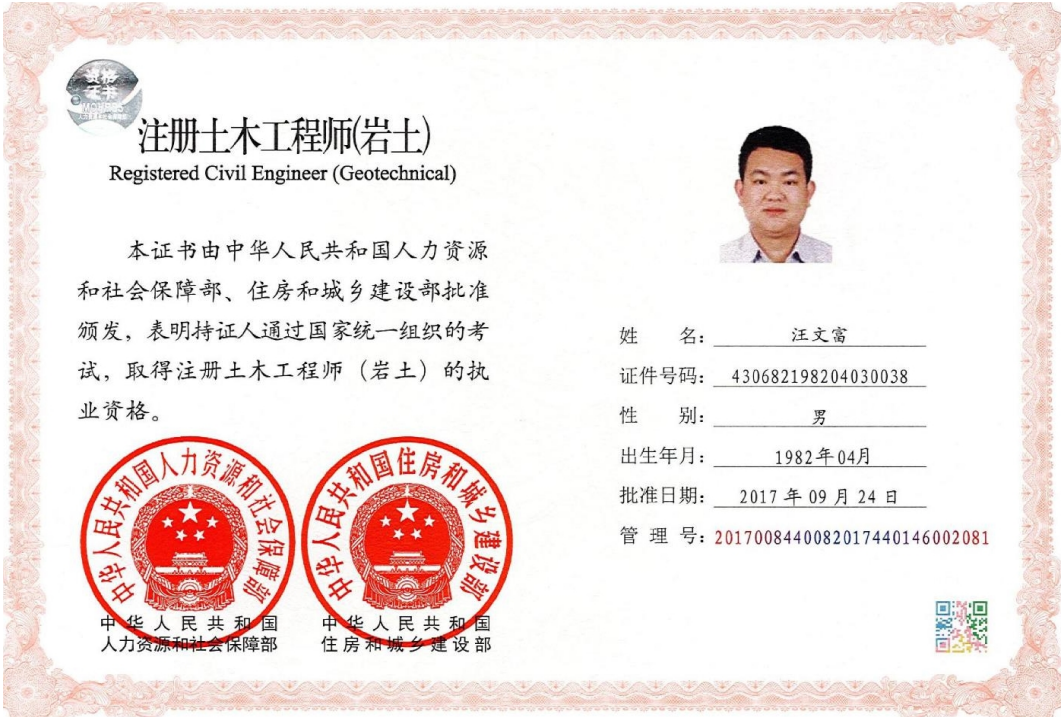 资格
证书
MOHRSS
注册土木工程师(岩土)
Registered Civil Engineer (Geotechnical)
本证书由中华人民共和国人力资源
和社会保障部、住房和城乡建设部批准
颁发，表明持证人通过国家统一组织的考
试，取得注册土木工程师（岩土）的执
业资格。
中华人民共和国人力资源和社会保障部
中华人民共和国住房和城乡建设部
中华人民共和国
人力资源和社会保障部
中华人民共和国
住房和城乡建设部
姓 名： 汪文富
证件号码： 430682198204030038
性 别： 男
出生年月： 1982年04月
批准日期： 2017年09月24日
管 理 号： 2017008440082017440146002081